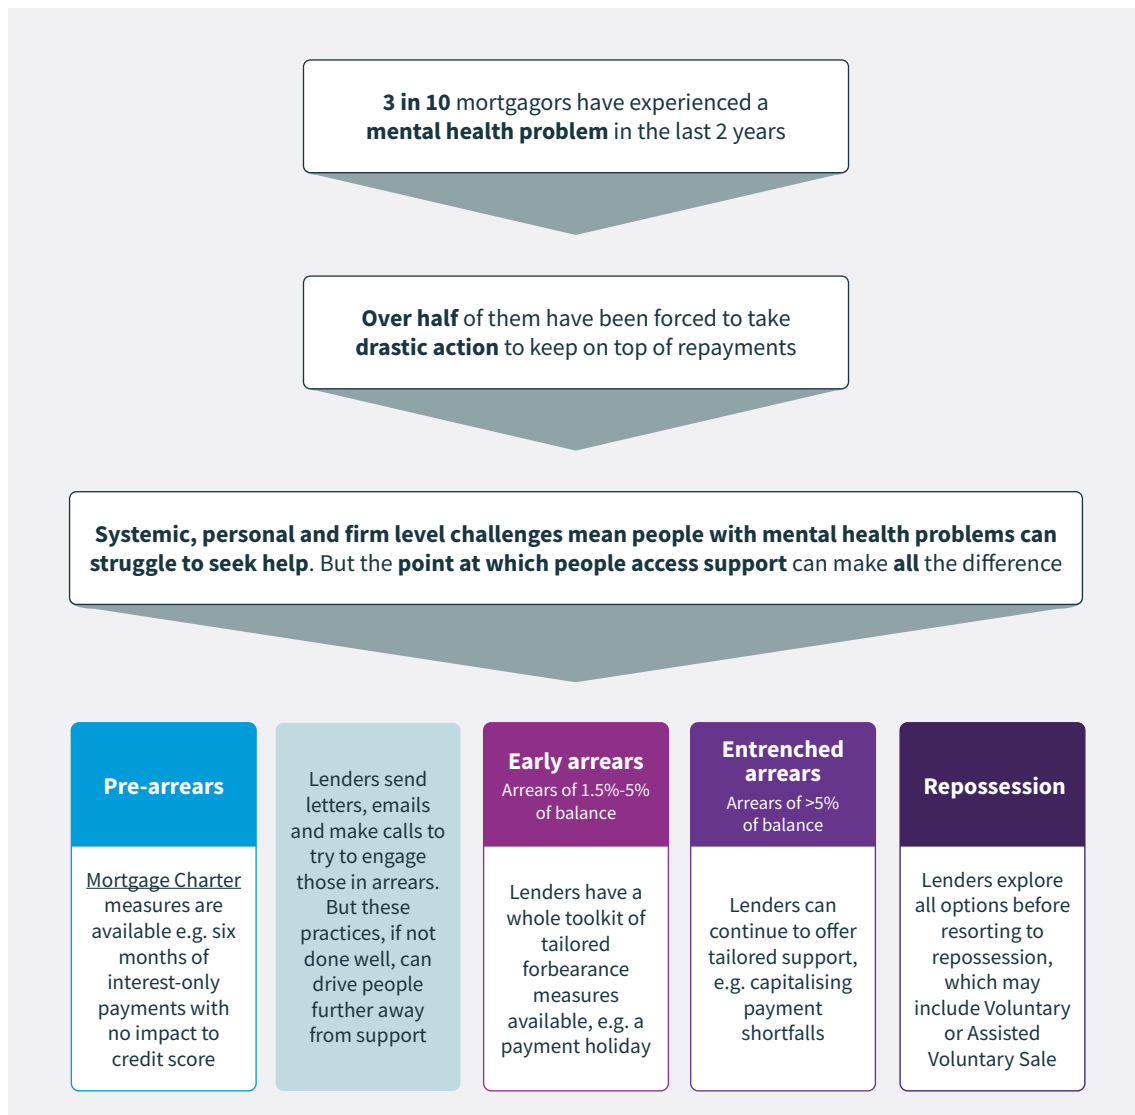 3 in 10 mortgagors have experienced a
mental health problem in the last 2 years
Over half of them have been forced to take
drastic action to keep on top of repayments
Systemic, personal and firm level challenges mean people with mental health problems can
struggle to seek help. But the point at which people access support can make all the difference
Pre-arrears
Mortgage Charter
measures are
available e.g. six
months of
interest-only
payments with
no impact to
credit score
Lenders send
letters, emails
and make calls to
try to engage
those in arrears.
But these
practices, if not
done well, can
drive people
further away
from support
Early arrears
Arrears of 1.5%-5%
of balance
Lenders have a
whole toolkit of
tailored
forbearance
measures
available, e.g. a
payment holiday
Entrenched
arrears
Arrears of >5%
of balance
Lenders can
continue to offer
tailored support,
e.g. capitalising
payment
shortfalls
Repossession
Lenders explore
all options before
resorting to
repossession,
which may
include Voluntary
or Assisted
Voluntary Sale